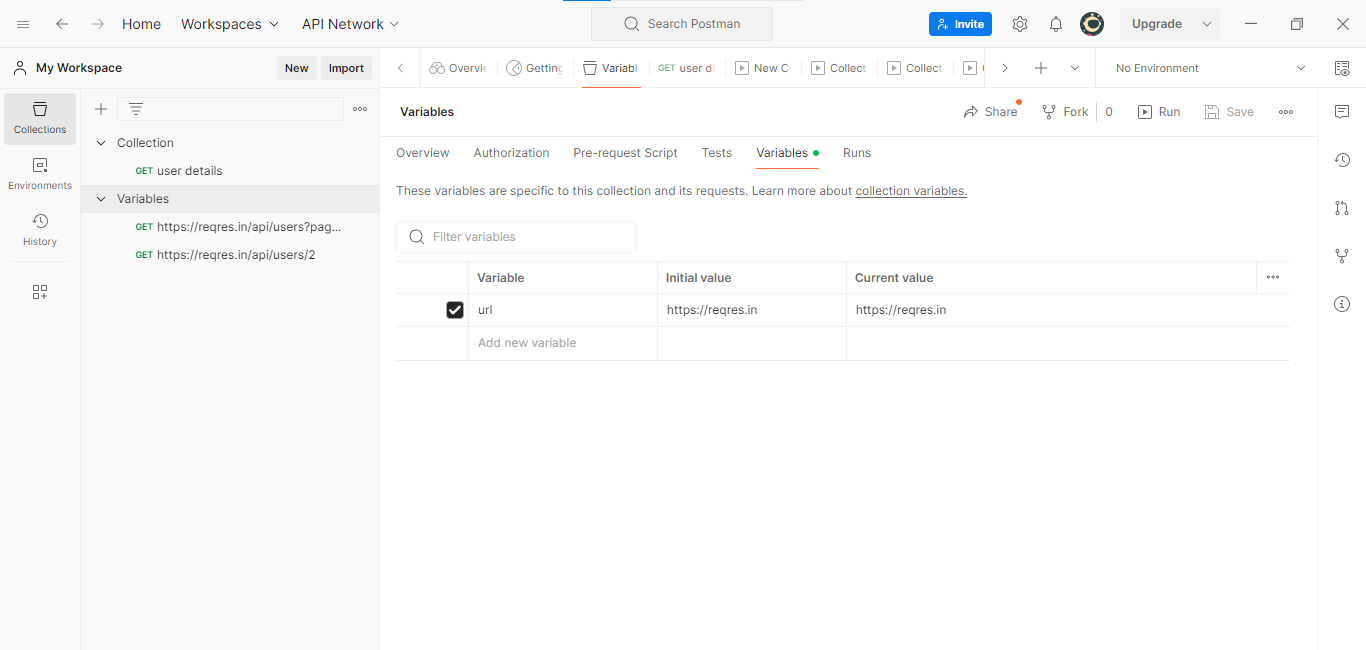 Home Workspaces API Network Search Postman Invite Upgrade
My Workspace New Import Overvie Getting Variabl GET user d New C Collect Collect No Environment
Variables Share Fork 0 Run Save
Collections
Environments
History
Collection
GET user details
Variables
GET https://reqres.in/api/users?pag...
GET https://reqres.in/api/users/2
Overview Authorization Pre-request Script Tests Variables Runs
These variables are specific to this collection and its requests. Learn more about collection variables.
Filter variables
Variable Initial value Current value
url https://reqres.in https://reqres.in
Add new variable